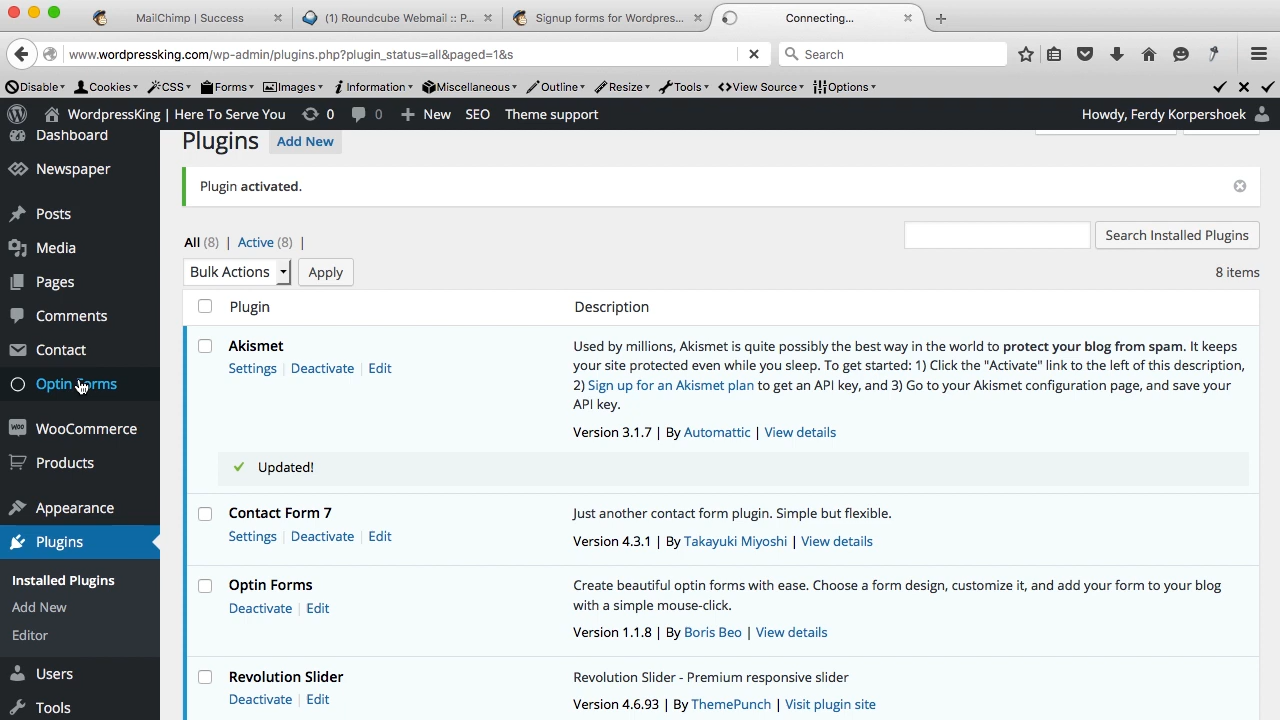 MailChimp | Success
(1) Roundcube Webmail :: P...
Signup forms for Wordpres...
Connecting...
www.wordpressking.com/wp-admin/plugins.php?plugin_status=all&paged=1&s
Search
Disable
Cookies
CSS
Forms
Images
Information
Miscellaneous
Outline
Resize
Tools
View Source
Options
WordPressKing | Here To Serve You
0
0
New
SEO
Theme support
Howdy, Ferdy Korpershoek
Dashboard
Newspaper
Posts
Media
Pages
Comments
Contact
Optin Forms
WooCommerce
Products
Appearance
Plugins
Installed Plugins
Add New
Editor
Users
Tools
Plugins
Add New
Plugin activated.
All (8) | Active (8) |
Search Installed Plugins
Bulk Actions
Apply
8 items
Plugin
Description
Akismet
Settings | Deactivate | Edit
Used by millions, Akismet is quite possibly the best way in the world to protect your blog from spam. It keeps
your site protected even while you sleep. To get started: 1) Click the "Activate" link to the left of this description,
2) Sign up for an Akismet plan to get an API key, and 3) Go to your Akismet configuration page, and save your
API key.
Version 3.1.7 | By Automattic | View details
Updated!
Contact Form 7
Settings | Deactivate | Edit
Just another contact form plugin. Simple but flexible.
Version 4.3.1 | By Takayuki Miyoshi | View details
Optin Forms
Deactivate | Edit
Create beautiful optin forms with ease. Choose a form design, customize it, and add your form to your blog
with a simple mouse-click.
Version 1.1.8 | By Boris Beo | View details
Revolution Slider
Deactivate | Edit
Revolution Slider - Premium responsive slider
Version 4.6.93 | By ThemePunch | Visit plugin site